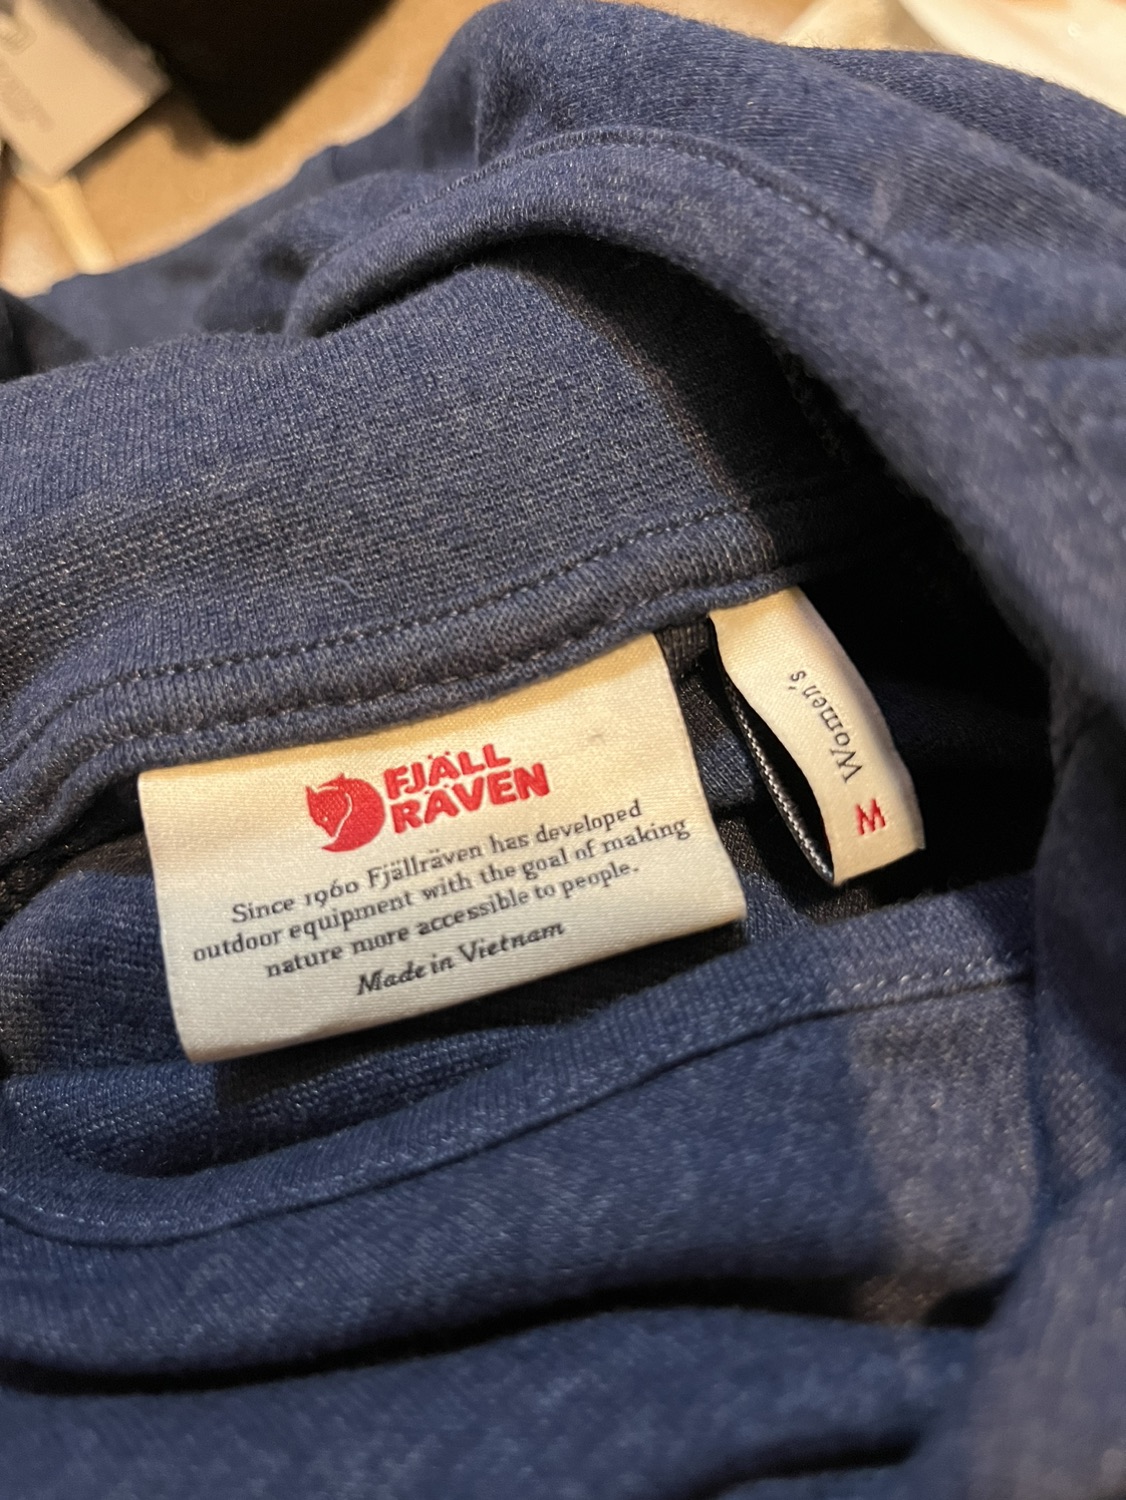 FJÄLL
RÄVEN
Since 1960 Fjällräven has developed
outdoor equipment with the goal of making
nature more accessible to people.
Made in Vietnam
Women's
M